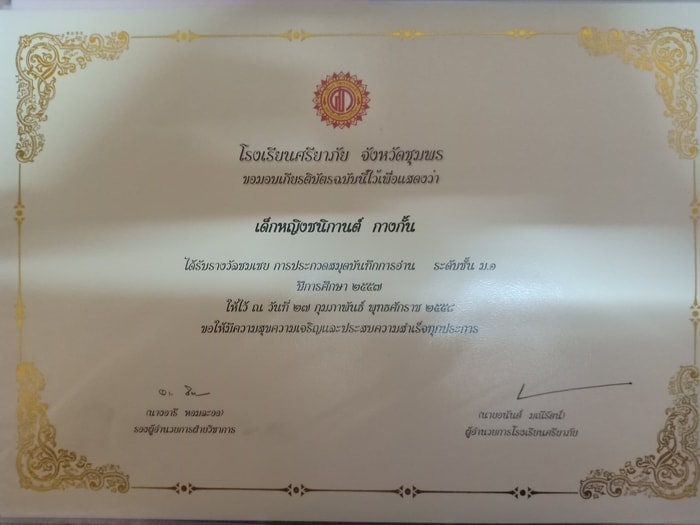 โรงเรียนศรียาภัย จังหวัดชุมพร
ขอมอบเกียรติบัตรฉบับนี้ไว้เพื่อแสดงว่า
เด็กหญิงชนิกานต์ กางกั้น
ได้รับรางวัลชมเชย การประกวดสมุดบันทึกการอ่าน ระดับชั้น ม.๑
ปีการศึกษา ๒๕๕๗
ให้ไว้ ณ วันที่ ๒๗ กุมภาพันธ์ พุทธศักราช ๒๕๕๘
ขอให้มีความสุขความเจริญและประสบความสำเร็จทุกประการ
(นางอารี หอมละออ)
รองผู้อำนวยการฝ่ายวิชาการ
มณีรัตน์)
ผู้อำนวยการโรงเรียนศรียาภัย